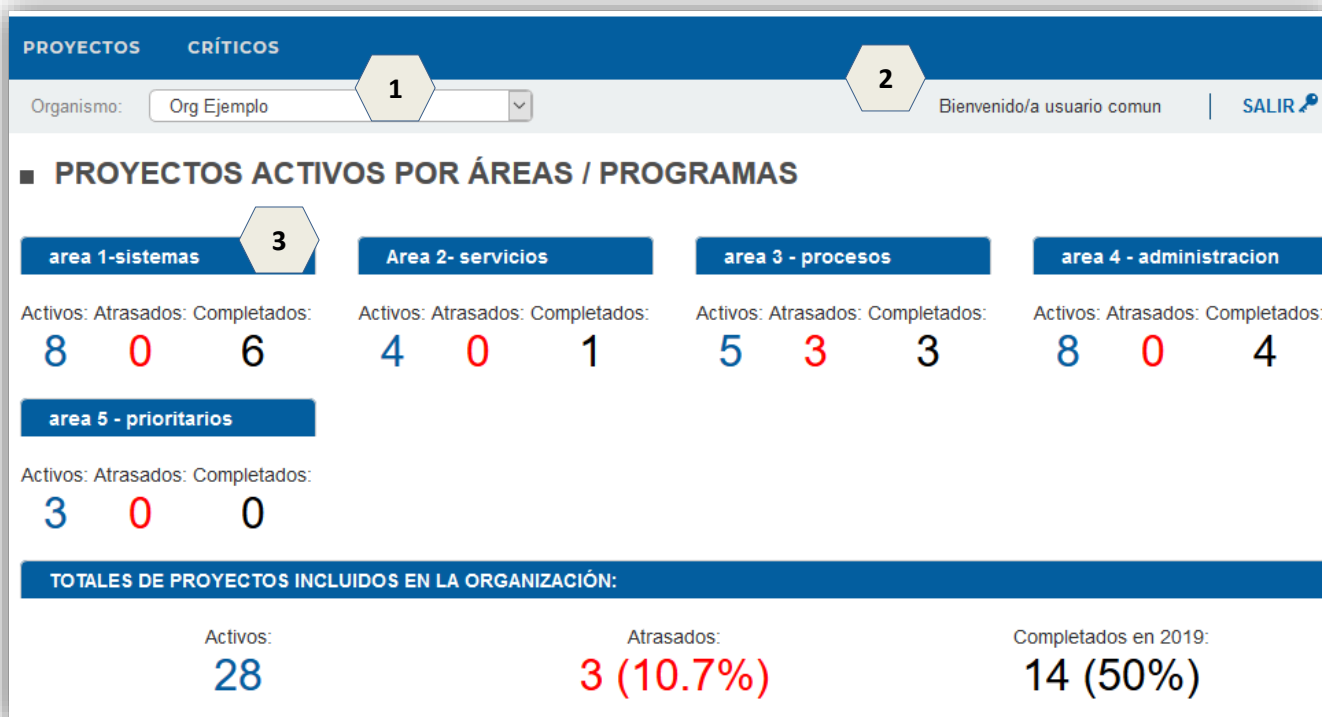 PROYECTOS CRÍTICOS
1
2
Organismo: Org Ejemplo Bienvenido/a usuario comun | SALIR
PROYECTOS ACTIVOS POR ÁREAS / PROGRAMAS
3
area 1-sistemas Area 2- servicios area 3 - procesos area 4 - administracion
Activos: Atrasados: Completados: Activos: Atrasados: Completados: Activos: Atrasados: Completados: Activos: Atrasados: Completados:
8 0 6 4 0 1 5 3 3 8 0 4
area 5 - prioritarios
Activos: Atrasados: Completados:
3 0 0
TOTALES DE PROYECTOS INCLUIDOS EN LA ORGANIZACIÓN:
Activos: Atrasados: Completados en 2019:
28 3 (10.7%) 14 (50%)